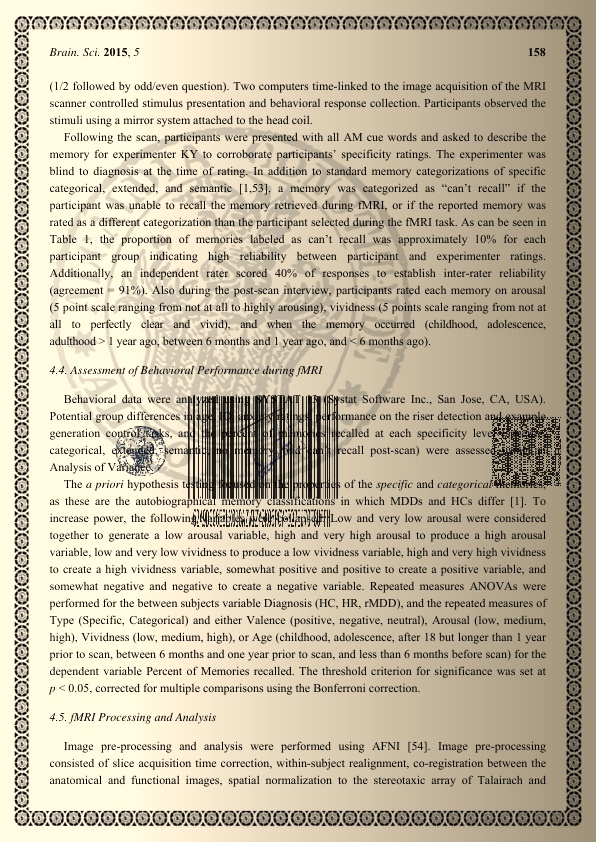 Brain. Sci. 2015, 5 158
(1/2 followed by odd/even question). Two computers time-linked to the image acquisition of the MRI
scanner controlled stimulus presentation and behavioral response collection. Participants observed the
stimuli using a mirror system attached to the head coil.
Following the scan, participants were presented with all AM cue words and asked to describe the
memory for experimenter KY to corroborate participants' specificity ratings. The experimenter was
blind to diagnosis at the time of rating. In addition to standard memory categorizations of specific
categorical, extended, and semantic [1,53], a memory was categorized as "can't recall" if the
participant was unable to recall the memory retrieved during fMRI, or if the reported memory was
rated as a different categorization than the participant selected during the fMRI task. As can be seen in
Table 1, the proportion of memories labeled as can't recall was approximately 10% for each
participant group indicating high reliability between participant and experimenter ratings.
Additionally, an independent rater scored 40% of responses to establish inter-rater reliability
(agreement = 91%). Also during the post-scan interview, participants rated each memory on arousal
(5 point scale ranging from not at all to highly arousing), vividness (5 points scale ranging from not at
all to perfectly clear and vivid), and when the memory occurred (childhood, adolescence,
adulthood > 1 year ago, between 6 months and 1 year ago, and < 6 months ago).
4.4. Assessment of Behavioral Performance during fMRI
Behavioral data were analyzed using (Systat Software Inc., San Jose, CA, USA).
Potential group differences in age, performance on the riser detection and example
generation control tasks, and the percent of memories recalled at each specificity level
categorical, extended, semantic, recall post-scan) were assessed
Analysis of Variance.
The a priori hypothesis testing focused on the properties of the specific and categorical memories,
as these are the autobiographical memory classifications in which MDDs and HCs differ [1]. To
increase power, the following Low and very low arousal were considered
together to generate a low arousal variable, high and very high arousal to produce a high arousal
variable, low and very low vividness to produce a low vividness variable, high and very high vividness
to create a high vividness variable, somewhat positive and positive to create a positive variable, and
somewhat negative and negative to create a negative variable. Repeated measures ANOVAs were
performed for the between subjects variable Diagnosis (HC, HR, rMDD), and the repeated measures of
Type (Specific, Categorical) and either Valence (positive, negative, neutral), Arousal (low, medium,
high), Vividness (low, medium, high), or Age (childhood, adolescence, after 18 but longer than 1 year
prior to scan, between 6 months and one year prior to scan, and less than 6 months before scan) for the
dependent variable Percent of Memories recalled. The threshold criterion for significance was set at
p < 0.05, corrected for multiple comparisons using the Bonferroni correction.
4.5. fMRI Processing and Analysis
Image pre-processing and analysis were performed using AFNI [54]. Image pre-processing
consisted of slice acquisition time correction, within-subject realignment, co-registration between the
anatomical and functional images, spatial normalization to the stereotaxic array of Talairach and